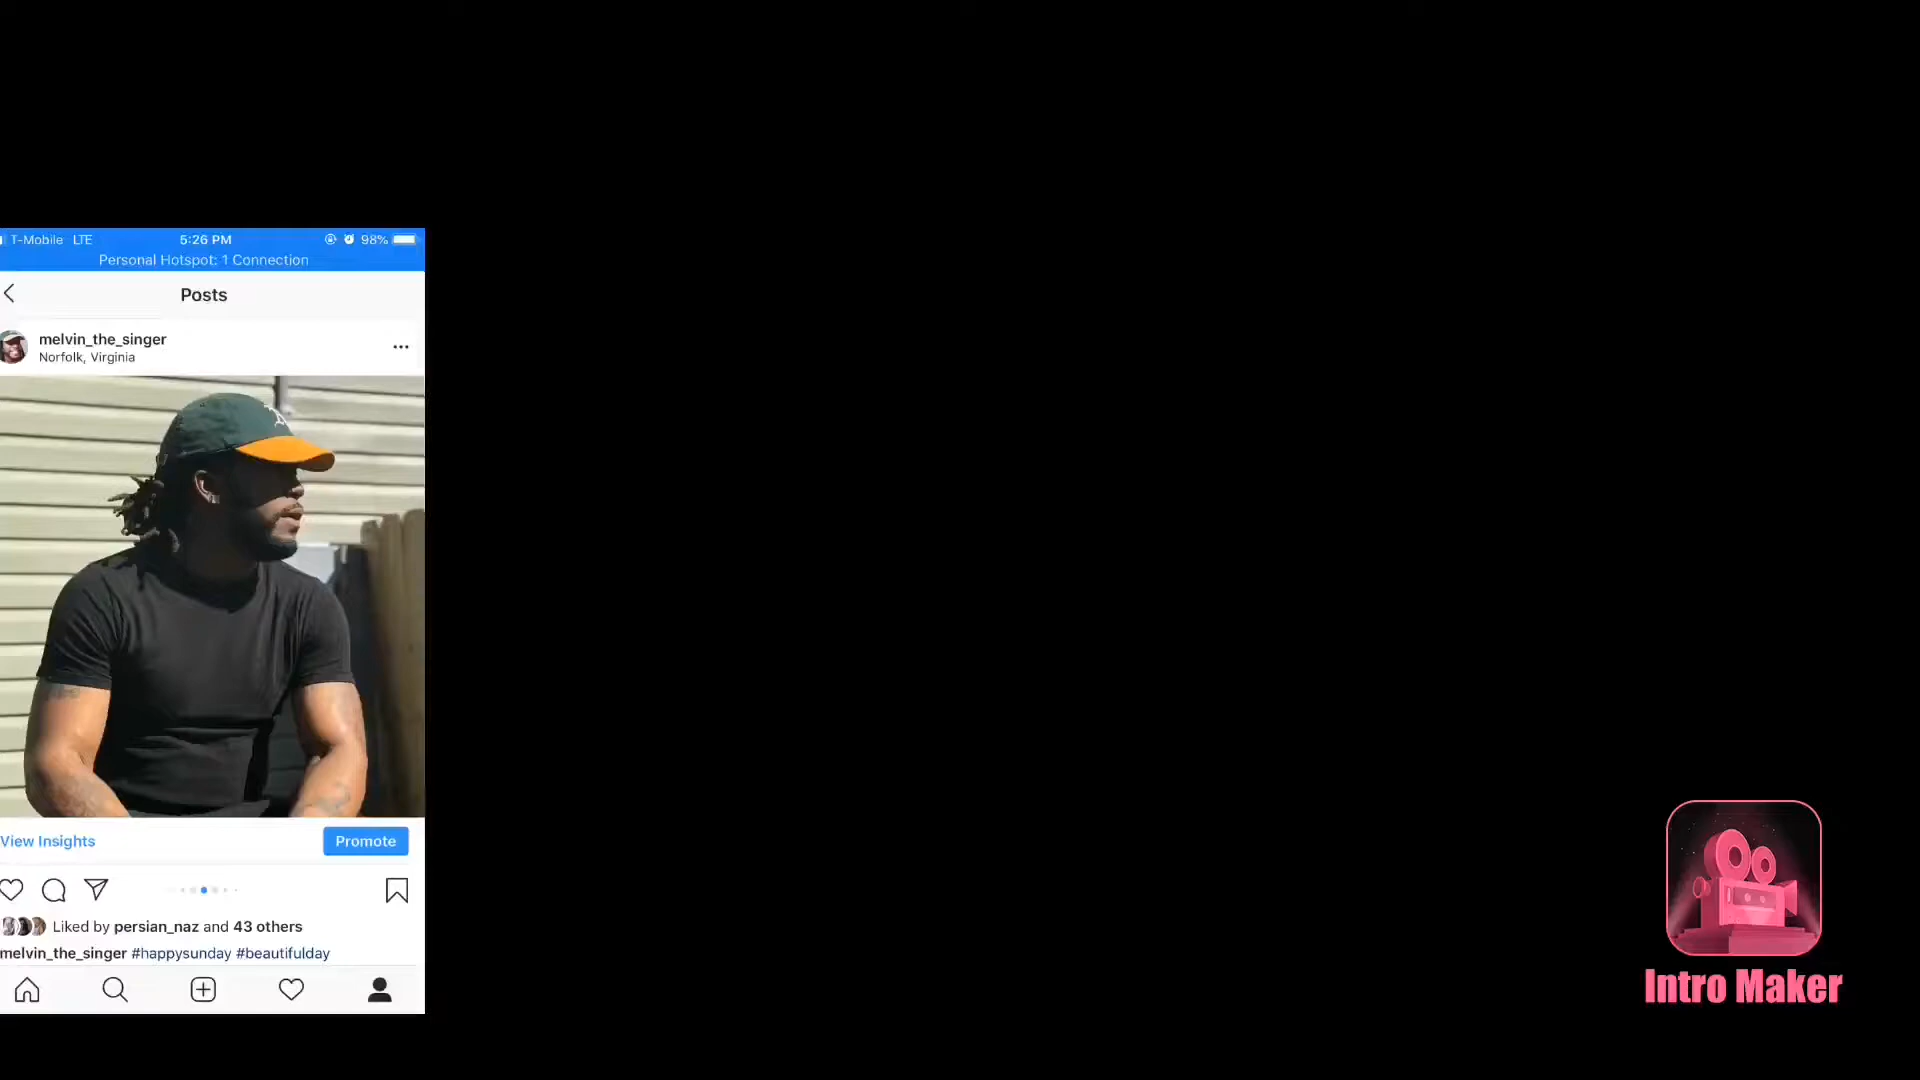 T-Mobile LTE 5:26 PM 98%
Personal Hotspot: 1 Connection
Posts
melvin_the_singer
Norfolk, Virginia
View Insights
Promote
Liked by persian_naz and 43 others
melvin_the_singer #happysunday #beautifulday
Intro Maker